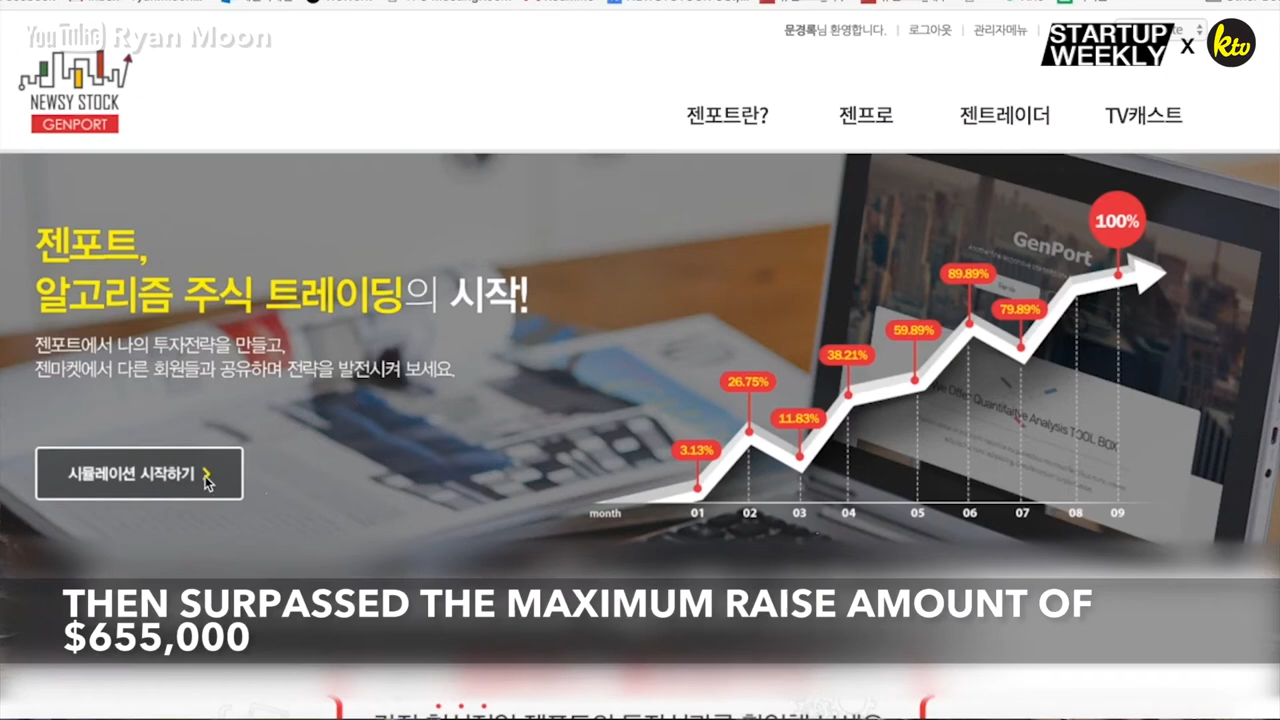 YouTube Ryan Moon
문경록님 환영합니다. | 로그아웃 | 관리자메뉴 |
STARTUP
WEEKLY x ktv
NEWSY STOCK
GENPORT
젠포트란? 젠프로 젠트레이더 TV캐스트
젠포트,
알고리즘 주식 트레이딩의 시작!
젠포트에서 나의 투자전략을 만들고,
젠마켓에서 다른 회원들과 공유하며 전략을 발전시켜 보세요.
시뮬레이션 시작하기
GenPort
Quantitative Analysis TOOL BOX
100%
89.89%
79.89%
59.89%
38.21%
26.75%
11.83%
3.13%
month 01 02 03 04 05 06 07 08 09
THEN SURPASSED THE MAXIMUM RAISE AMOUNT OF
$655,000